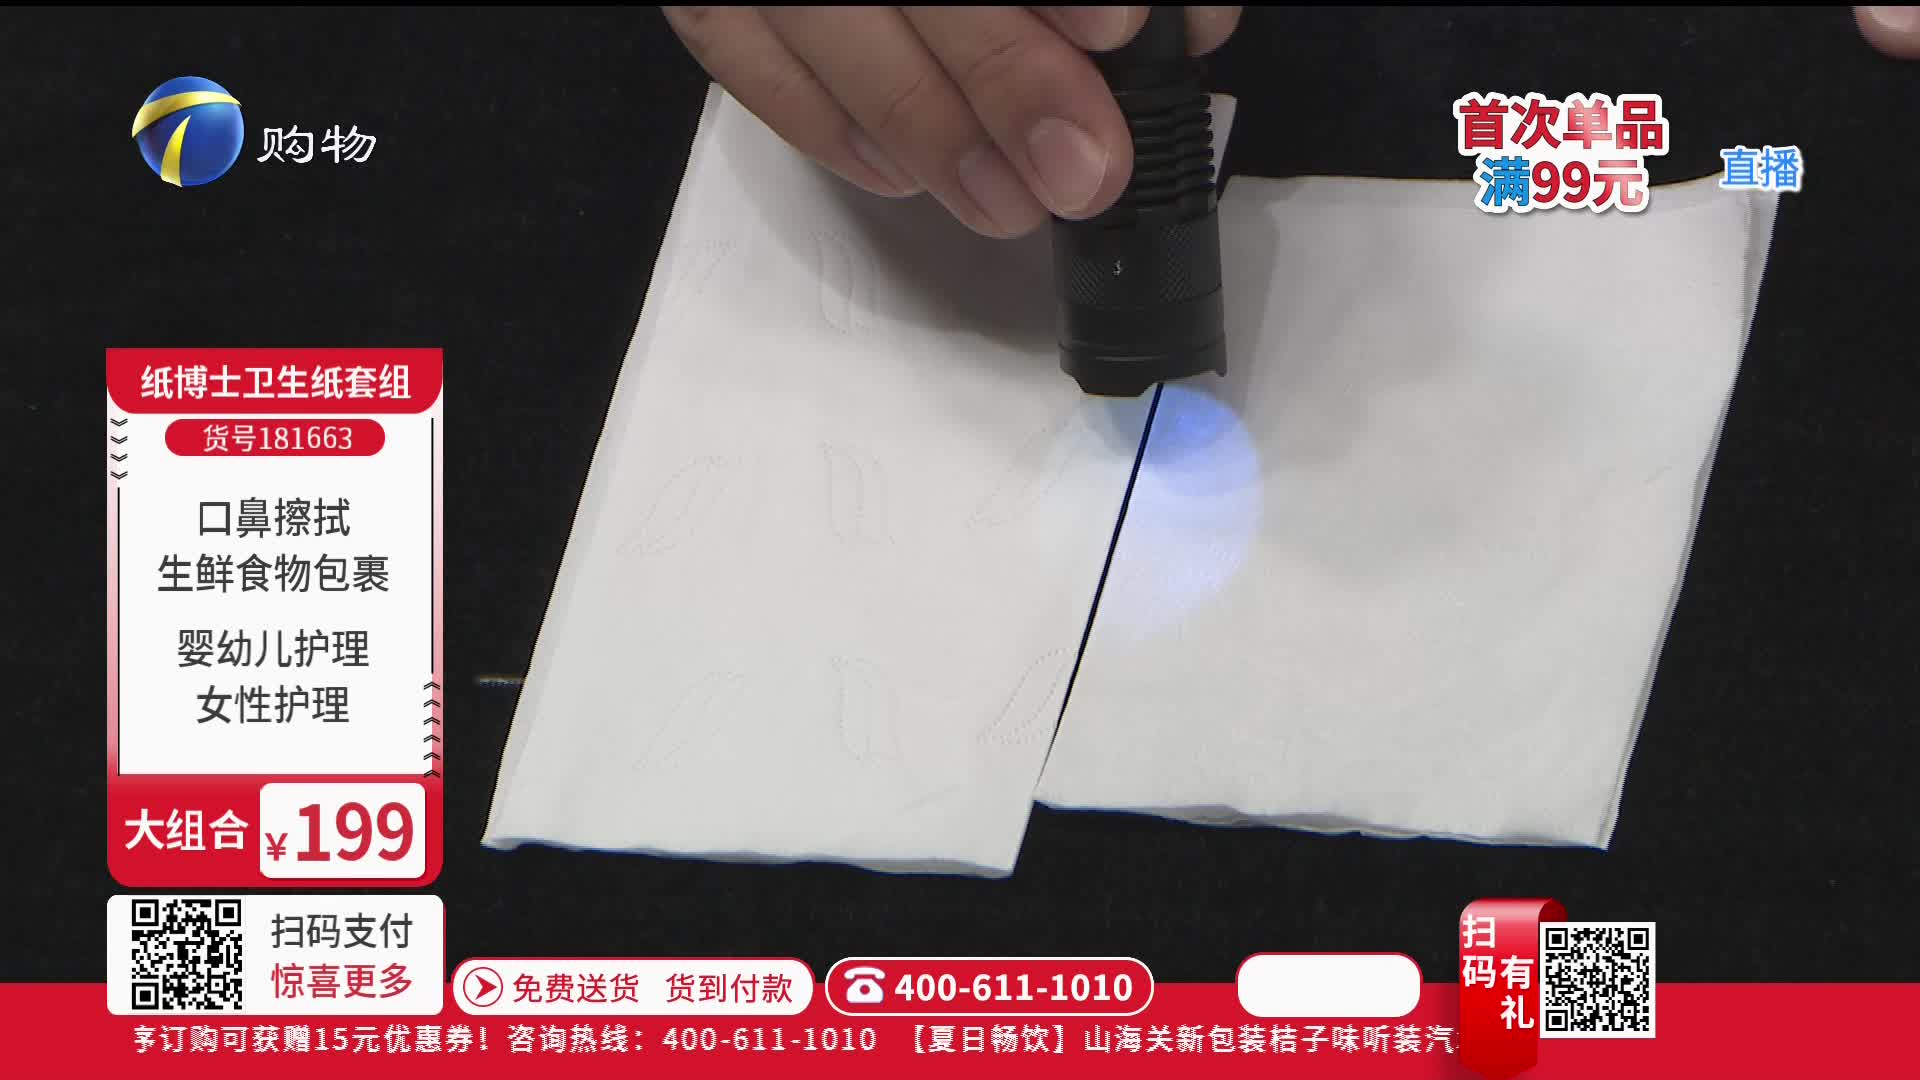 购物
首次单品
满99元
直播
纸博士卫生纸套组
货号181663
口鼻擦拭
生鲜食物包裹
婴幼儿护理
女性护理
大组合 ¥199
扫码支付
惊喜更多
免费送货 货到付款
400-611-1010
扫码有礼
订购可获赠15元优惠券！咨询热线：400-611-1010 【夏日畅饮】山海关新包装桔子味听装汽